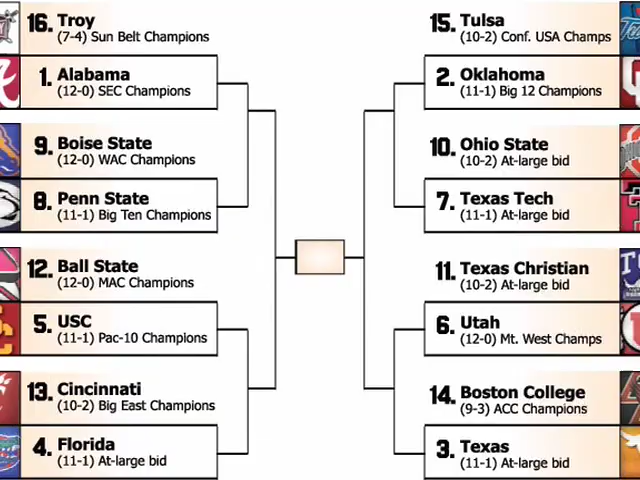 16. Troy
(7-4) Sun Belt Champions
1. Alabama
(12-0) SEC Champions
9. Boise State
(12-0) WAC Champions
8. Penn State
(11-1) Big Ten Champions
12. Ball State
(12-0) MAC Champions
5. USC
(11-1) Pac-10 Champions
13. Cincinnati
(10-2) Big East Champions
4. Florida
(11-1) At-large bid
15. Tulsa
(10-2) Conf. USA Champs
2. Oklahoma
(11-1) Big 12 Champions
10. Ohio State
(10-2) At-large bid
7. Texas Tech
(11-1) At-large bid
11. Texas Christian
(10-2) At-large bid
6. Utah
(12-0) Mt. West Champs
14. Boston College
(9-3) ACC Champions
3. Texas
(11-1) At-large bid